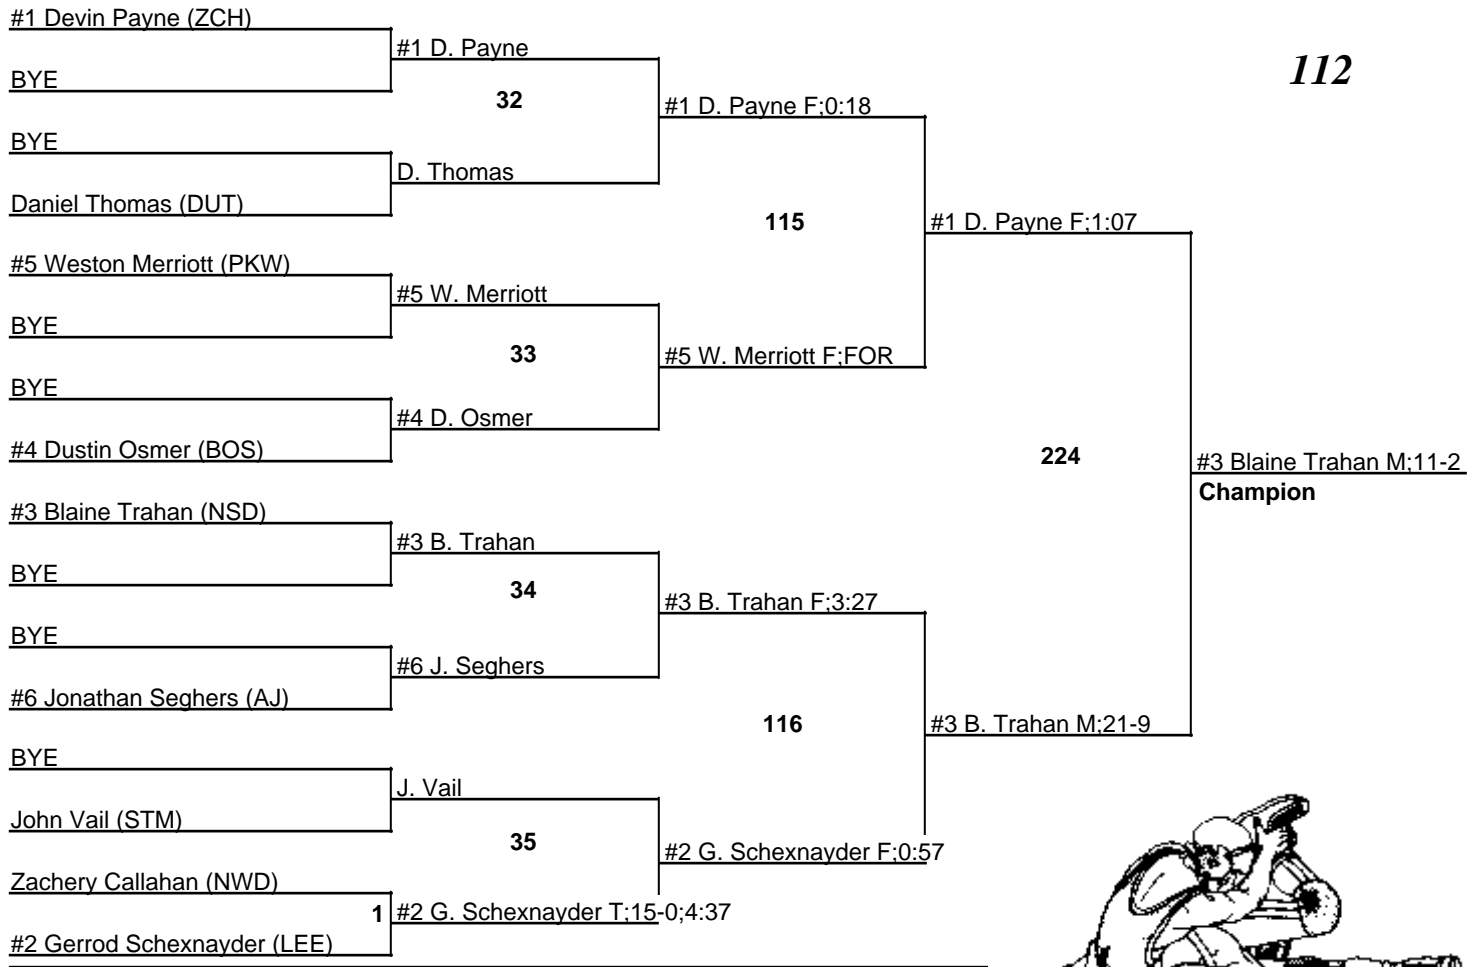 #1 Devin Payne (ZCH)
#1 D. Payne
BYE
32
#1 D. Payne F;0:18
112
BYE
D. Thomas
Daniel Thomas (DUT)
115
#1 D. Payne F;1:07
#5 Weston Merriott (PKW)
#5 W. Merriott
BYE
33
#5 W. Merriott F;FOR
BYE
#4 D. Osmer
#4 Dustin Osmer (BOS)
224
#3 Blaine Trahan M;11-2
Champion
#3 Blaine Trahan (NSD)
#3 B. Trahan
BYE
34
#3 B. Trahan F;3:27
BYE
#6 J. Seghers
#6 Jonathan Seghers (AJ)
116
#3 B. Trahan M;21-9
BYE
J. Vail
John Vail (STM)
35
#2 G. Schexnayder F;0:57
Zachery Callahan (NWD)
1
#2 G. Schexnayder T;15-0;4:37
#2 Gerrod Schexnayder (LEE)